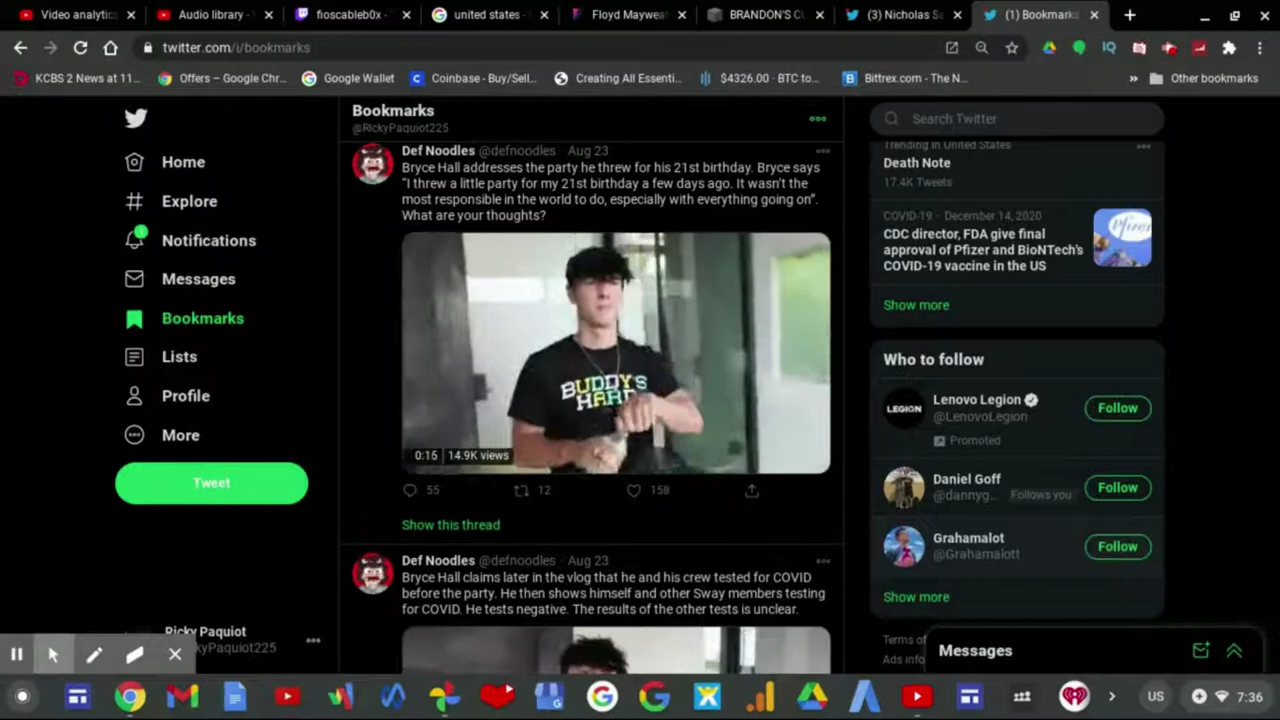 Video analytic
Audio library - Y
fioscableb0x -
united states -
Floyd Mayweat
BRANDON'S CU
(3) Nicholas Sa
(1) Bookmarks
twitter.com/i/bookmarks
KCBS 2 News at 11...
Offers – Google Chr...
Google Wallet
Coinbase - Buy/Sell...
Creating All Essenti...
$4326.00 · BTC to...
Bittrex.com - The N...
Other bookmarks
Home
Explore
1
Notifications
Messages
Bookmarks
Lists
Profile
More
Tweet
Ricky Paquiot
kyPaquiot225
Bookmarks
@RickyPaquiot225
Def Noodles @defnoodles · Aug 23
Bryce Hall addresses the party he threw for his 21st birthday. Bryce says
“I threw a little party for my 21st birthday a few days ago. It wasn’t the
most responsible in the world to do, especially with everything going on”.
What are your thoughts?
BUDDY'S
HARD
0:15 14.9K views
55 12 158
Show this thread
Def Noodles @defnoodles · Aug 23
Bryce Hall claims later in the vlog that he and his crew tested for COVID
before the party. He then shows himself and other Sway members testing
for COVID. He tests negative. The results of the other tests is unclear.
Search Twitter
Trending in United States
Death Note
17.4K Tweets
COVID-19 · December 14, 2020
CDC director, FDA give final
approval of Pfizer and BioNTech's
COVID-19 vaccine in the US
Pfizer
Show more
Who to follow
LEGION
Lenovo Legion
@LenovoLegion
Follow
Promoted
Daniel Goff
@dannyg... Follows you
Follow
Grahamalot
@Grahamalott
Follow
Show more
Terms of
Ads info
Messages
US
7:36